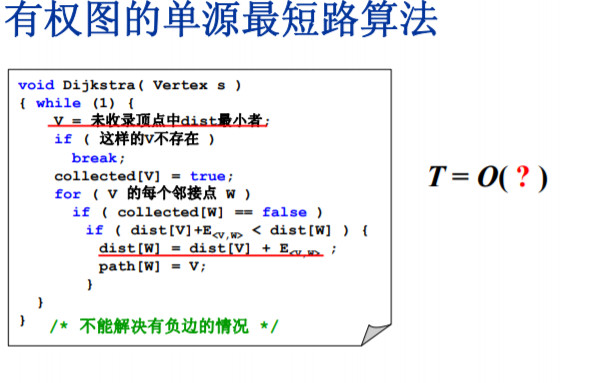 有权图的单源最短路算法
void Dijkstra( Vertex s )
{ while (1) {
V = 未收录顶点中dist最小者;
if ( 这样的V不存在 )
break;
collected[V] = true;
for ( V 的每个邻接点 W )
if ( collected[W] == false )
if ( dist[V]+E<V,W> < dist[W] ) {
dist[W] = dist[V] + E<V,W> ;
path[W] = V;
}
}
} /* 不能解决有负边的情况 */
T = O( ? )